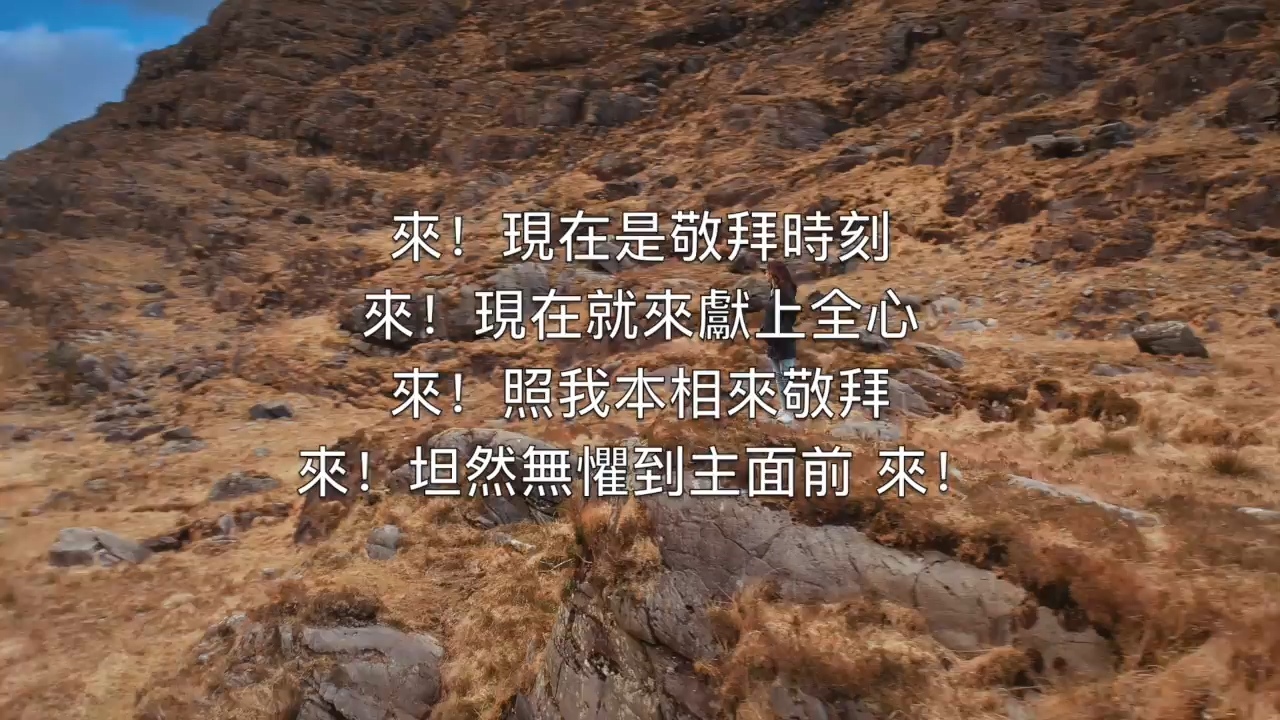 來！現在是敬拜時刻
來！現在就來獻上全心
來！照我本相來敬拜
來！坦然無懼到主面前 來！